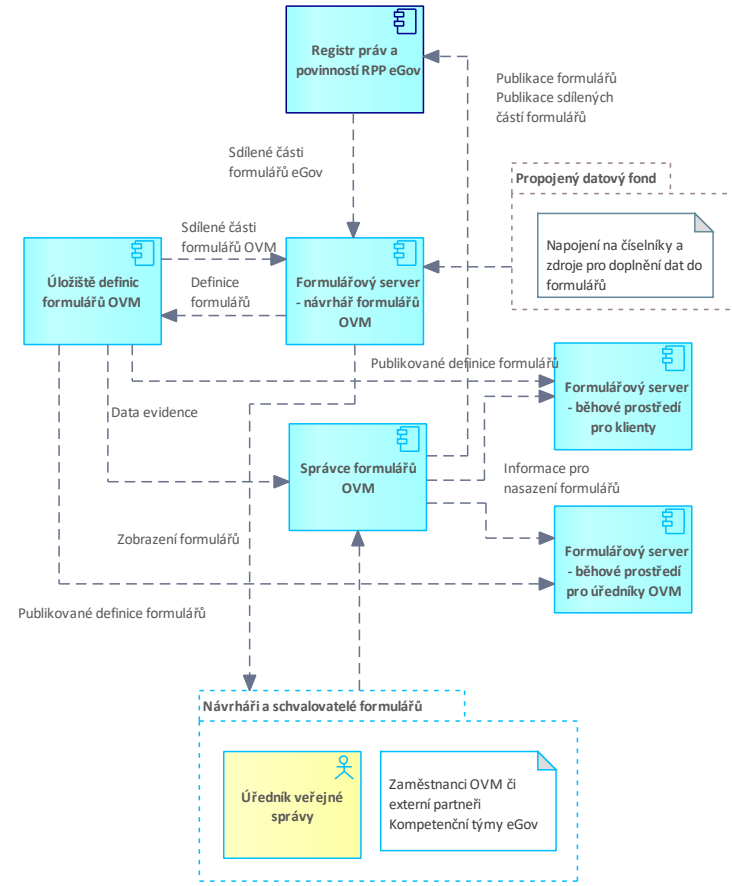 Registr práv a
povinností RPP eGov
Publikace formulářů
Publikace sdílených
částí formulářů
Sdílené části
formulářů eGov
Propojený datový fond
Napojení na číselníky a
zdroje pro doplnění dat do
formulářů
Sdílené části
formulářů OVM
Úložiště definic
formulářů OVM
Definice
formulářů
Formulářový server
- návrhář formulářů
OVM
Publikované definice formulářů
Formulářový server
- běhové prostředí
pro klienty
Data evidence
Správce formulářů
OVM
Informace pro
nasazení formulářů
Zobrazení formulářů
Formulářový server
- běhové prostředí
pro úředníky OVM
Publikované definice formulářů
Návrháři a schvalovatelé formulářů
Úředník veřejné
správy
Zaměstnanci OVM či
externí partneři
Kompetenční týmy eGov